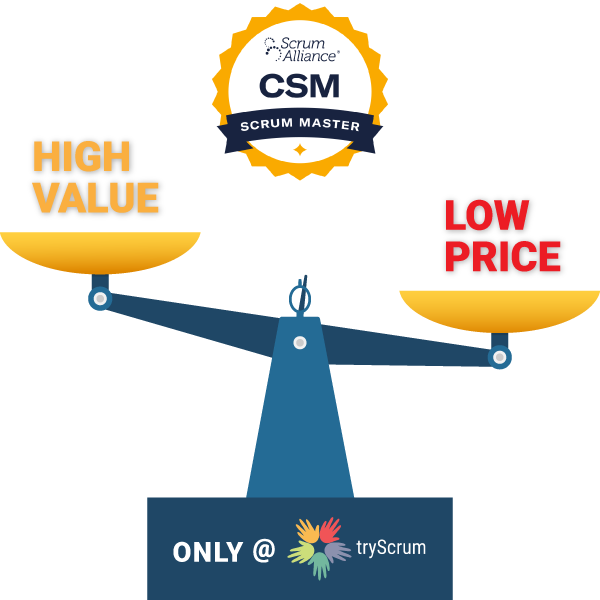 Scrum
Alliance®
CSM
SCRUM MASTER
HIGH
VALUE
LOW
PRICE
ONLY @ tryScrum